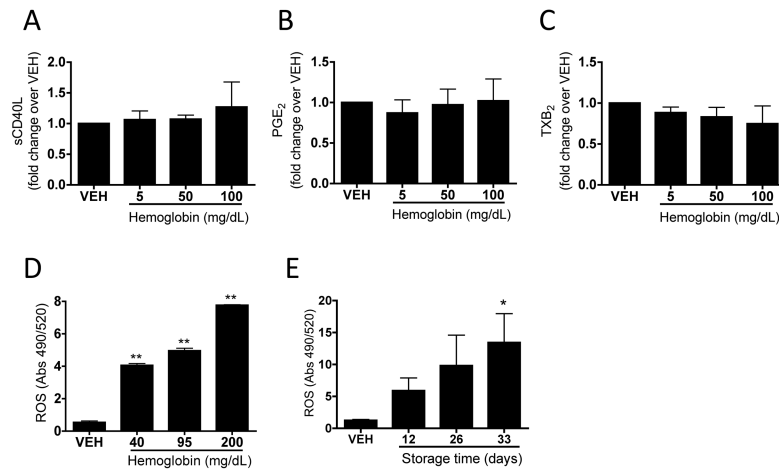 A
sCD40L
(fold change over VEH)
2.0
1.5
1.0
0.5
0.0
VEH 5 50 100
Hemoglobin (mg/dL)
B
PGE2
(fold change over VEH)
1.5
1.0
0.5
0.0
VEH 5 50 100
Hemoglobin (mg/dL)
C
TXB2
(fold change over VEH)
1.5
1.0
0.5
0.0
VEH 5 50 100
Hemoglobin (mg/dL)
D
ROS (Abs 490/520)
8
6
4
2
0
** ** **
VEH 40 95 200
Hemoglobin (mg/dL)
E
ROS (Abs 490/520)
20
15
10
5
0
*
VEH 12 26 33
Storage time (days)